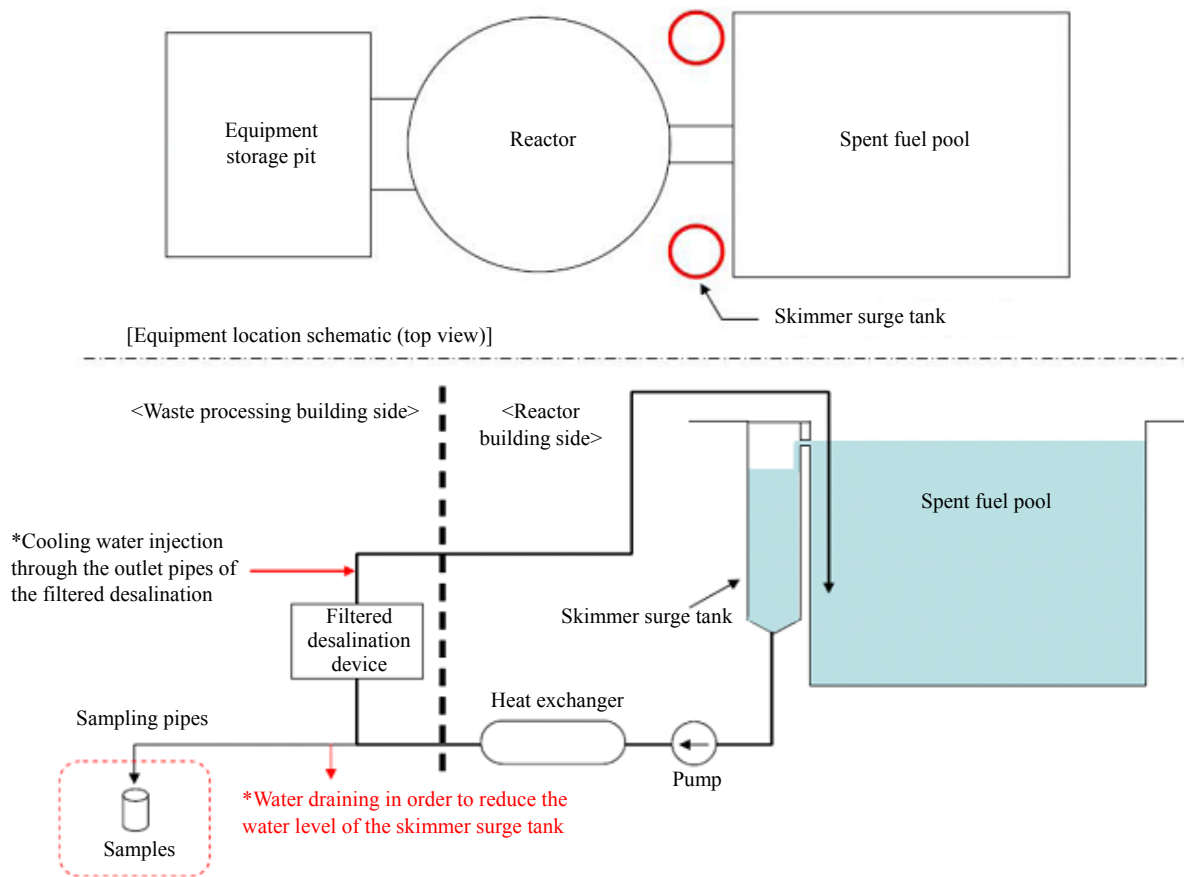 Equipment
storage pit
Reactor
Spent fuel pool
Skimmer surge tank
[Equipment location schematic (top view)]
<Waste processing building side>
<Reactor
building side>
Spent fuel pool
*Cooling water injection
through the outlet pipes of
the filtered desalination
Filtered
desalination
device
Skimmer surge tank
Heat exchanger
Sampling pipes
Pump
*Water draining in order to reduce the
water level of the skimmer surge tank
Samples